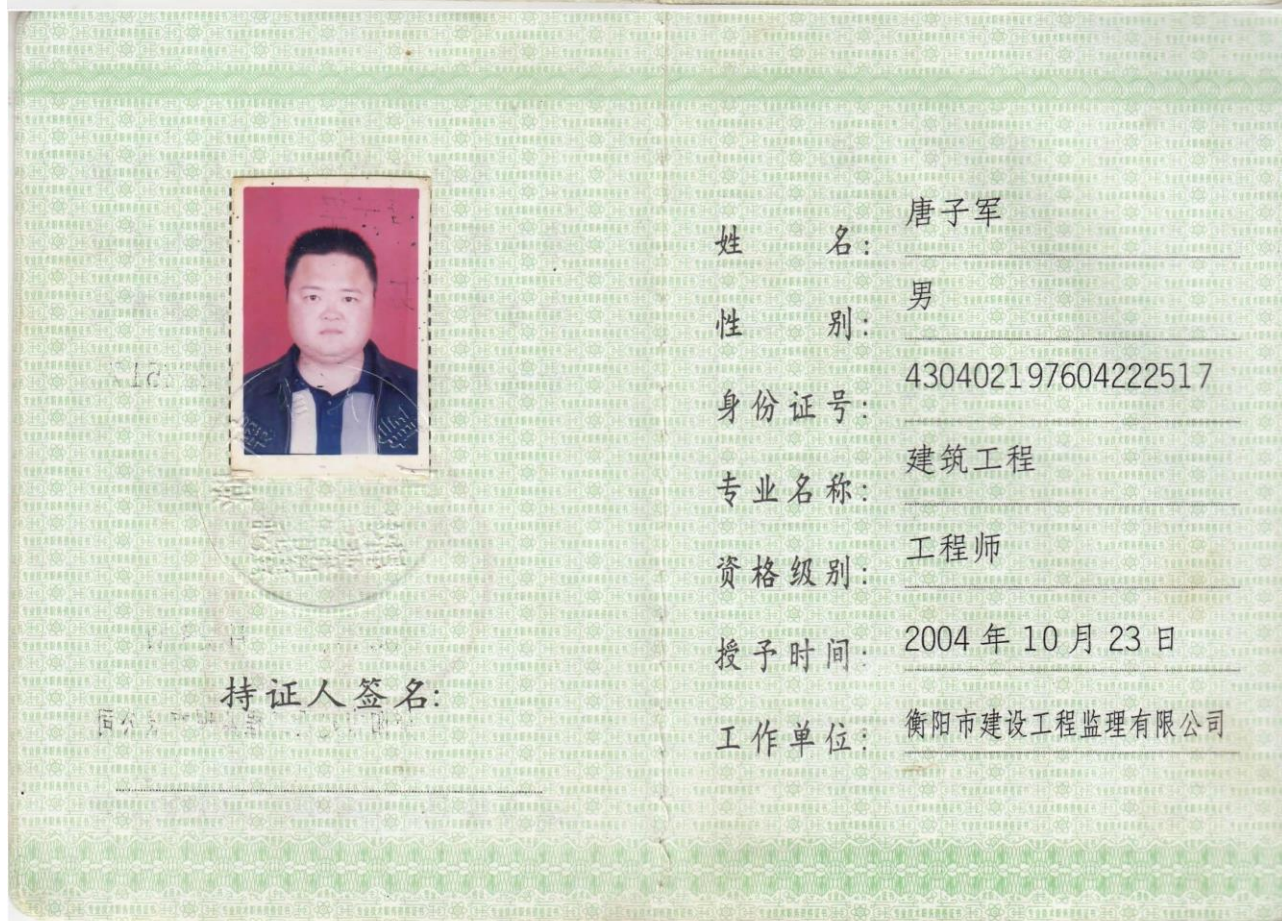 持证人签名:
姓名: 唐子军
性别: 男
身份证号: 430402197604222517
专业名称: 建筑工程
资格级别: 工程师
授予时间: 2004 年 10 月 23 日
工作单位: 衡阳市建设工程监理有限公司